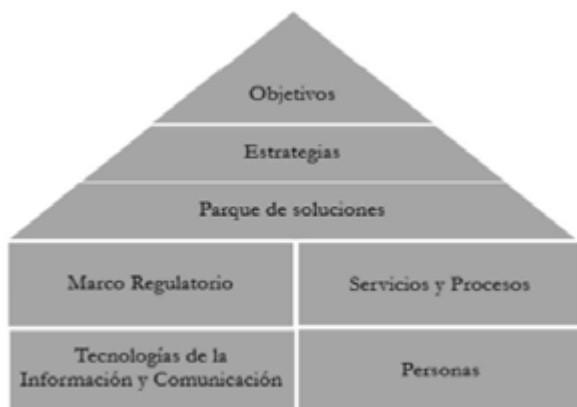 Objetivos
Estrategias
Parque de soluciones
Marco Regulatorio
Servicios y Procesos
Tecnologías de la
Información y Comunicación
Personas